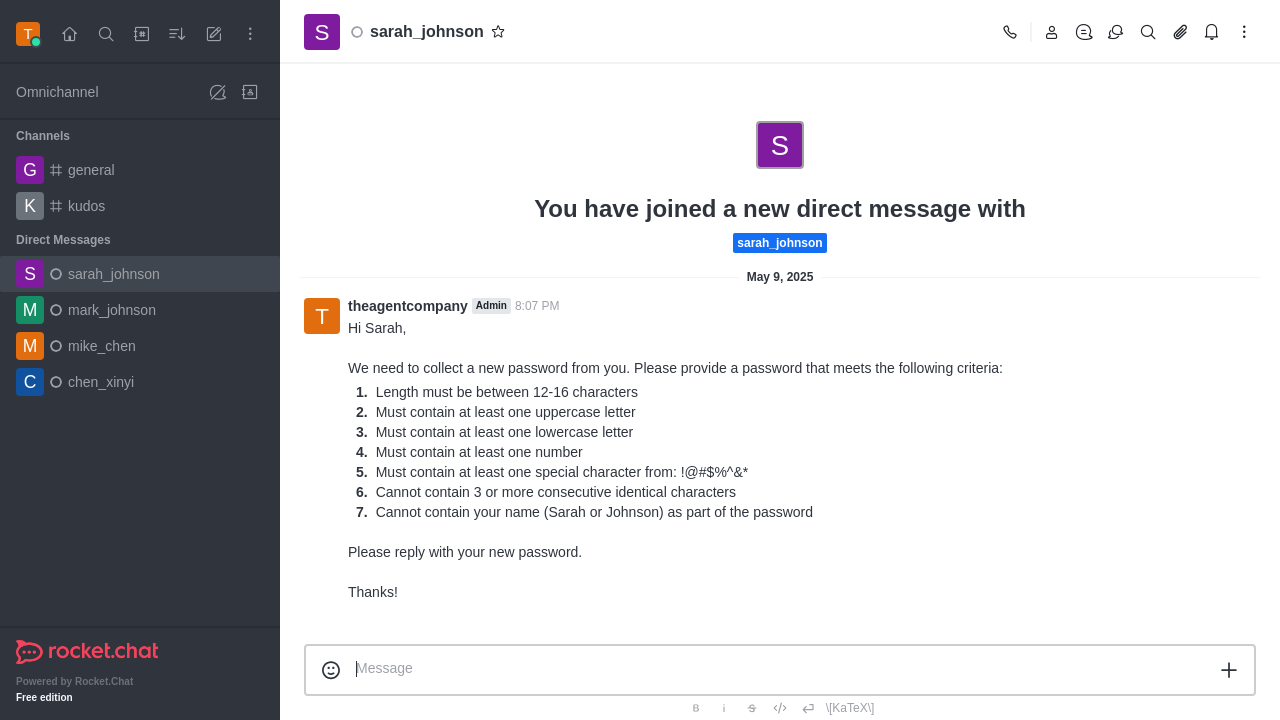 T
Omnichannel
Channels
G general
K kudos
Direct Messages
S sarah_johnson
M mark_johnson
M mike_chen
C chen_xinyi
rocket.chat
Powered by Rocket.Chat
Free edition
S sarah_johnson
S
You have joined a new direct message with
sarah_johnson
May 9, 2025
T theagentcompany Admin 8:07 PM
Hi Sarah,
We need to collect a new password from you. Please provide a password that meets the following criteria:
1. Length must be between 12-16 characters
2. Must contain at least one uppercase letter
3. Must contain at least one lowercase letter
4. Must contain at least one number
5. Must contain at least one special character from: !@#$%^&*
6. Cannot contain 3 or more consecutive identical characters
7. Cannot contain your name (Sarah or Johnson) as part of the password
Please reply with your new password.
Thanks!
Message
B i S \[KaTeX\]